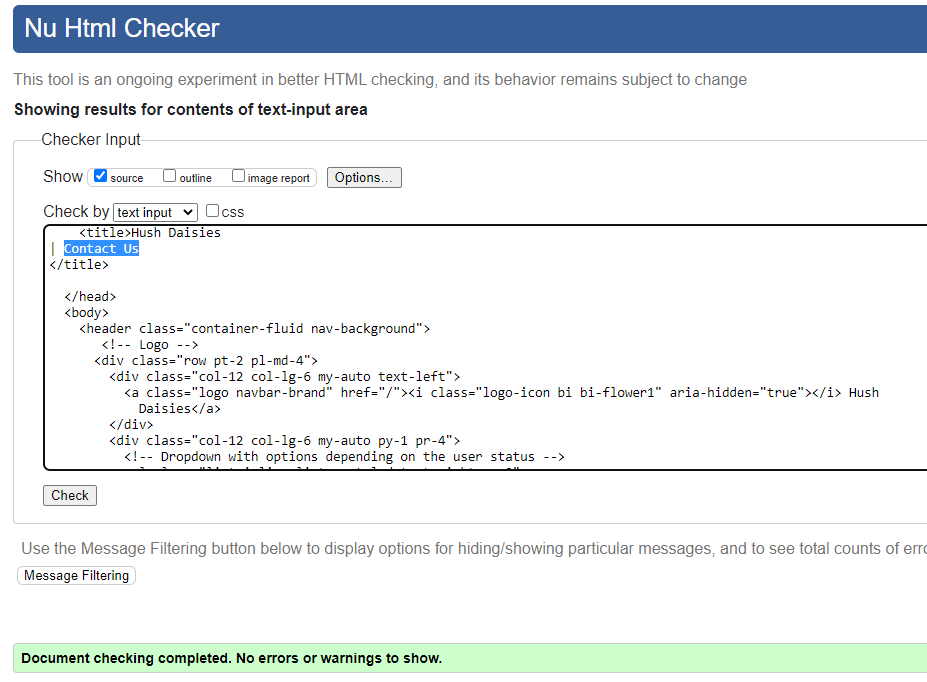 Nu Html Checker
This tool is an ongoing experiment in better HTML checking, and its behavior remains subject to change
Showing results for contents of text-input area
Checker Input
Show source outline image report Options...
Check by text input css
<title>Hush Daisies
| Contact Us
</title>
</head>
<body>
<header class="container-fluid nav-background">
<!-- Logo -->
<div class="row pt-2 pl-md-4">
<div class="col-12 col-lg-6 my-auto text-left">
<a class="logo navbar-brand" href="/"><i class="logo-icon bi bi-flower1" aria-hidden="true"></i> Hush
Daisies</a>
</div>
<div class="col-12 col-lg-6 my-auto py-1 pr-4">
<!-- Dropdown with options depending on the user status -->
Check
Use the Message Filtering button below to display options for hiding/showing particular messages, and to see total counts of
Message Filtering
Document checking completed. No errors or warnings to show.